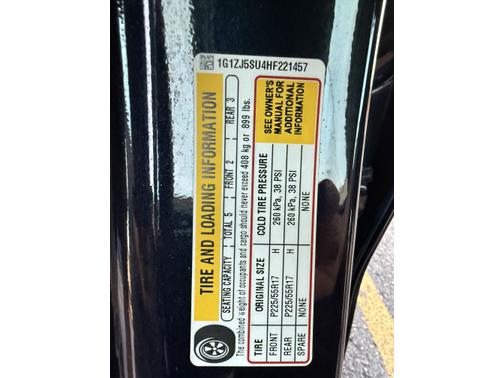 1G1ZJ5SU4HF221457
TIRE AND LOADING INFORMATION
SEATING CAPACITY | TOTAL 5 | FRONT 2 | REAR 3
The combined weight of occupants and cargo should never exceed 408 kg or 899 lbs.
TIRE ORIGINAL SIZE COLD TIRE PRESSURE
FRONT P225/55R17 H 260 kPa, 38 PSI
REAR P225/55R17 H 260 kPa, 38 PSI
SPARE NONE NONE
SEE OWNER'S
MANUAL FOR
ADDITIONAL
INFORMATION